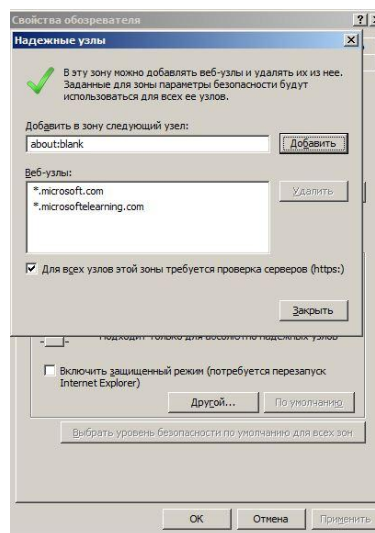 Свойства обозревателя
Надежные узлы
В эту зону можно добавлять веб-узлы и удалять их из нее.
Заданные для зоны параметры безопасности будут
использоваться для всех ее узлов.
Добавить в зону следующий узел:
about:blank
Добавить
Веб-узлы:
*.microsoft.com
*.microsoftelearning.com
Удалить
Для всех узлов этой зоны требуется проверка серверов (https:)
Закрыть
Подходит только для абсолютно надежных узлов
Включить защищенный режим (потребуется перезапуск
Internet Explorer)
Другой...
По умолчанию
Выбрать уровень безопасности по умолчанию для всех зон
OK
Отмена
Применить